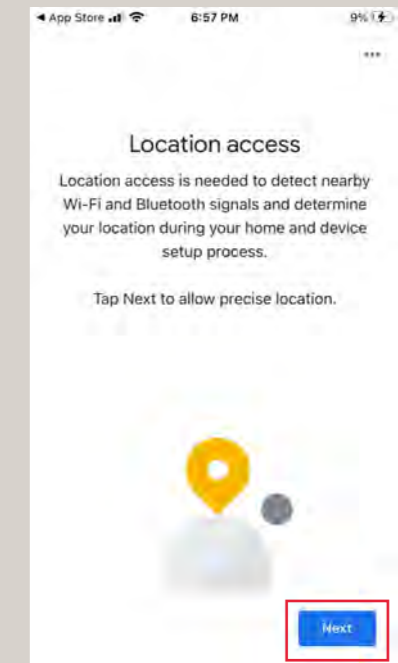 App Store 6:57 PM 9%
Location access
Location access is needed to detect nearby
Wi-Fi and Bluetooth signals and determine
your location during your home and device
setup process.
Tap Next to allow precise location.
Next